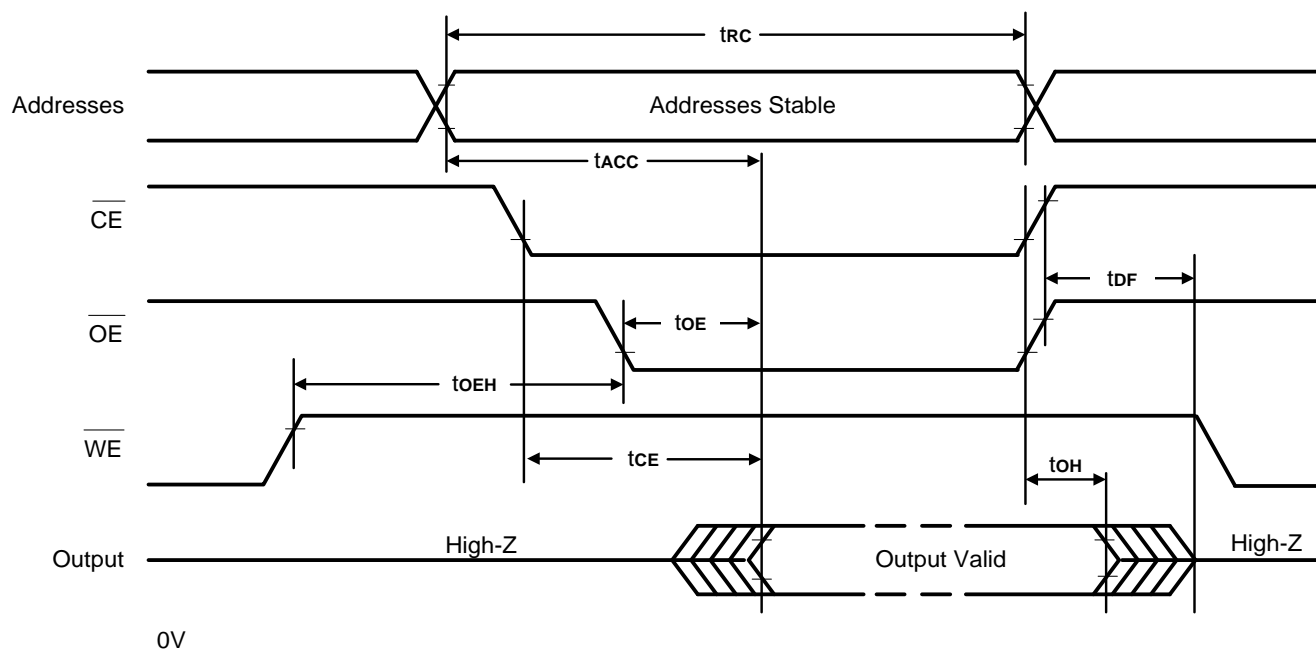 tRC
Addresses
Addresses Stable
tACC
CE
tDF
OE
tOE
tOEH
WE
tCE
tOH
Output
High-Z
Output Valid
High-Z
0V